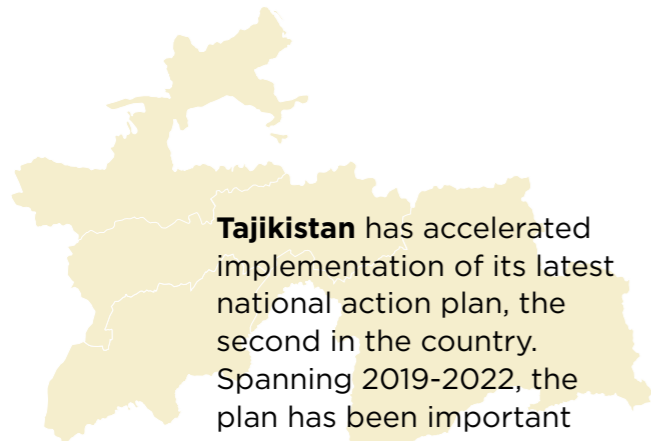 Tajikistan has accelerated
implementation of its latest
national action plan, the
second in the country.
Spanning 2019-2022, the
plan has been important